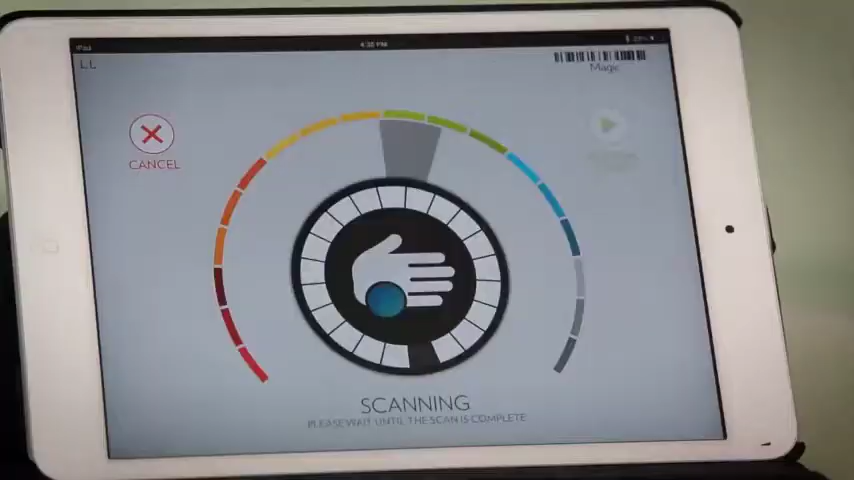 iPad
4:35 PM
L L
Magic
CANCEL
SCANNING
PLEASE WAIT UNTIL THE SCAN IS COMPLETE